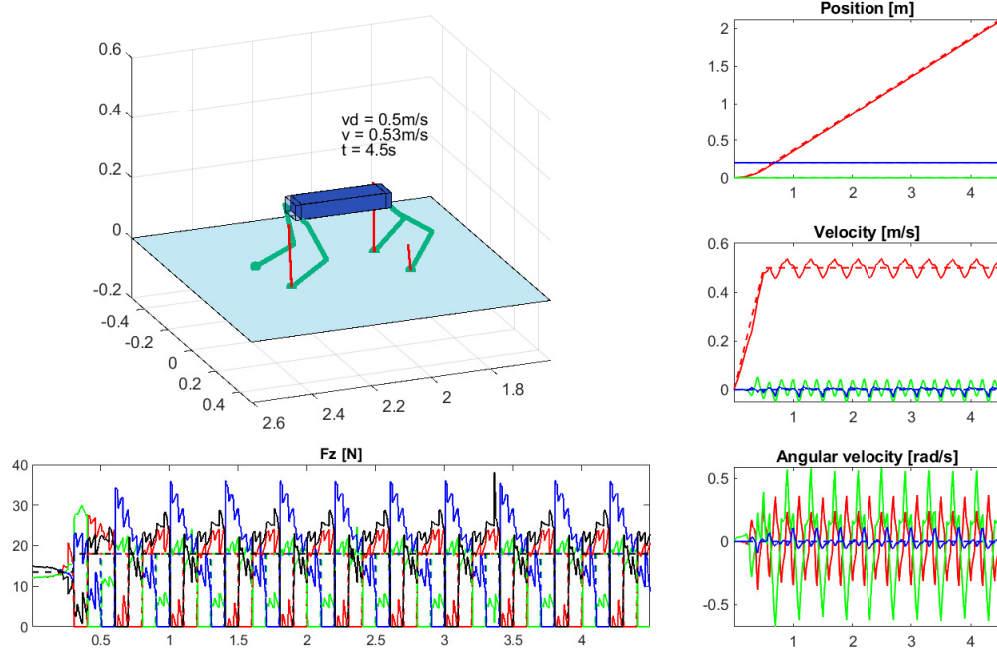 0.6
0.4
0.2
0
-0.2
-0.4
-0.2
0
0.2
0.4
2.6
2.4
2.2
2
1.8
vd = 0.5m/s
v = 0.53m/s
t = 4.5s
Position [m]
2
1.5
1
0.5
0
1 2 3 4
Velocity [m/s]
0.6
0.4
0.2
0
1 2 3 4
Fz [N]
40
30
20
10
0
0.5 1 1.5 2 2.5 3 3.5 4
Angular velocity [rad/s]
0.5
0
-0.5
1 2 3 4